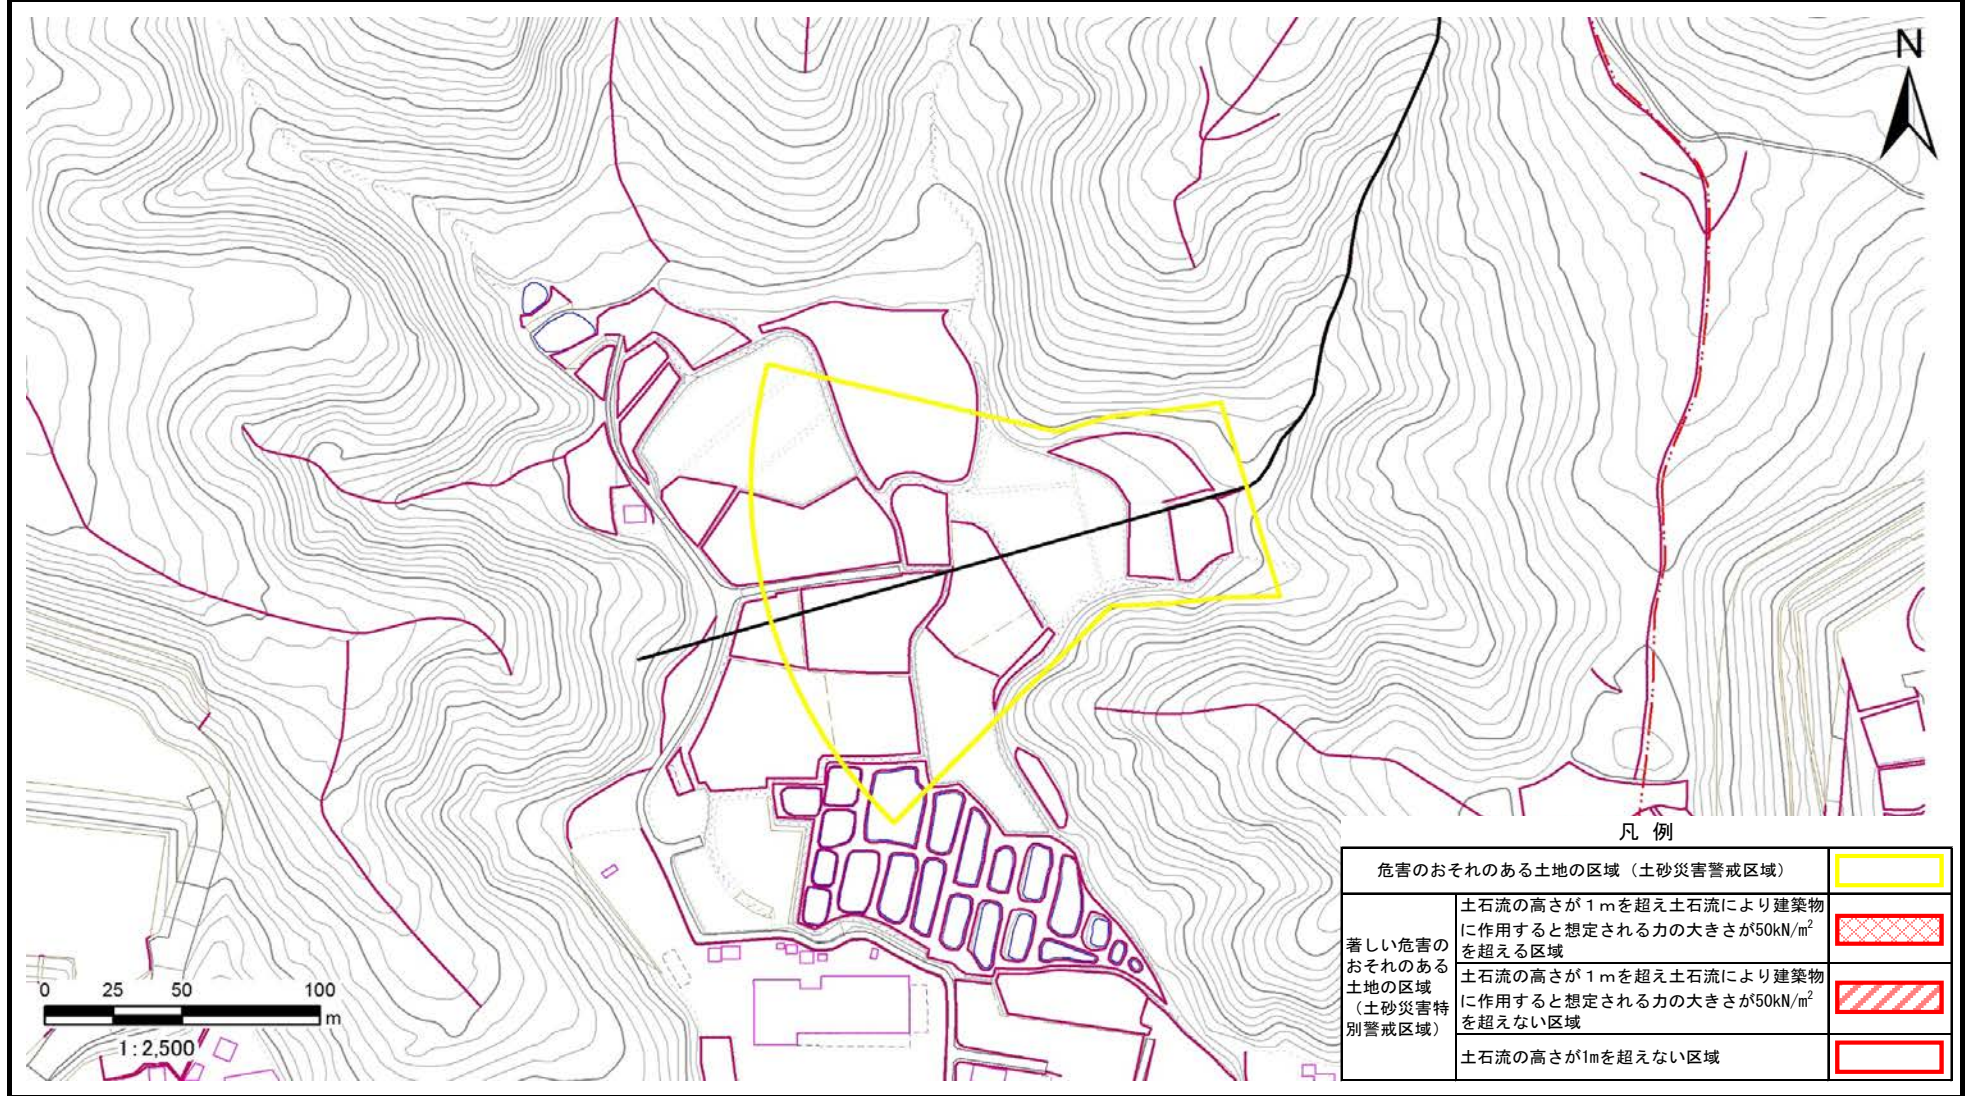 N
凡 例
危害のおそれのある土地の区域（土砂災害警戒区域）
著しい危害の
おそれのある
土地の区域
（土砂災害特
別警戒区域）
土石流の高さが１ｍを超え土石流により建築物
に作用すると想定される力の大きさが50kN/m²
を超える区域
土石流の高さが１ｍを超え土石流により建築物
に作用すると想定される力の大きさが50kN/m²
を超えない区域
土石流の高さが1mを超えない区域
0 25 50 100
m
1:2,500